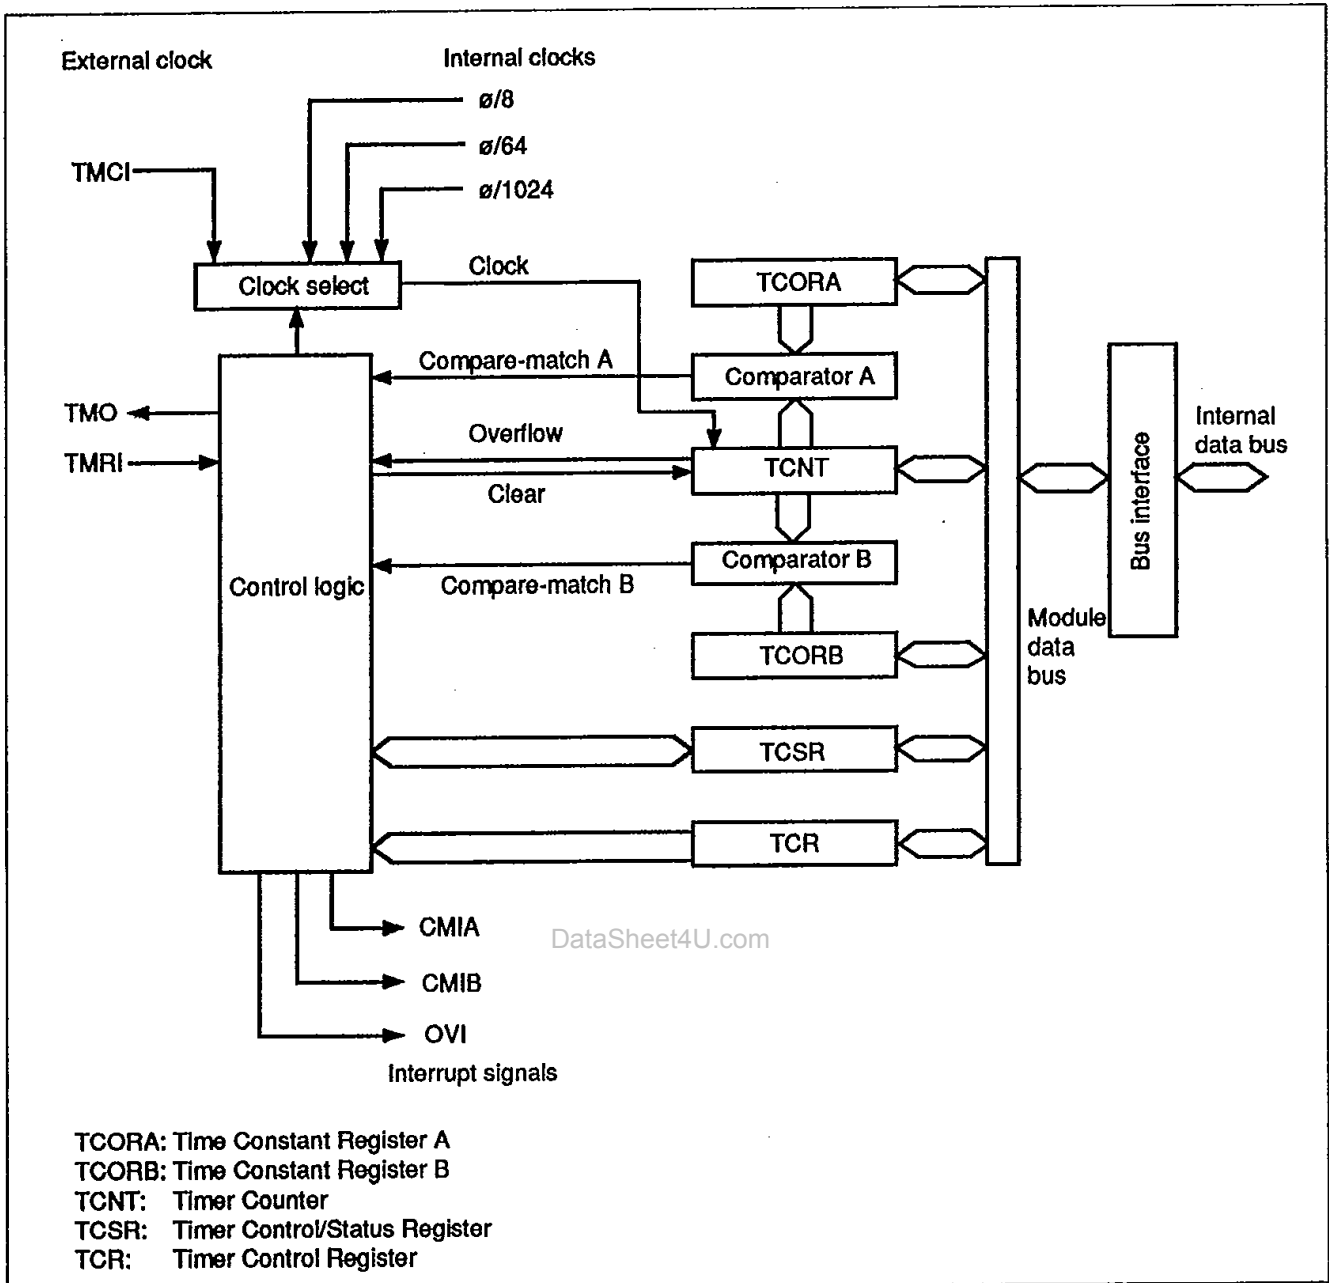 External clock
Internal clocks
ø/8
ø/64
ø/1024
TMCI
Clock select
Clock
TCORA
Compare-match A
Comparator A
TMO
Overflow
TMRI
TCNT
Clear
Internal
data bus
Bus interface
Comparator B
Control logic
Compare-match B
Module
data
bus
TCORB
TCSR
TCR
CMIA
DataSheet4U.com
CMIB
OVI
Interrupt signals
TCORA: Time Constant Register A
TCORB: Time Constant Register B
TCNT: Timer Counter
TCSR: Timer Control/Status Register
TCR: Timer Control Register